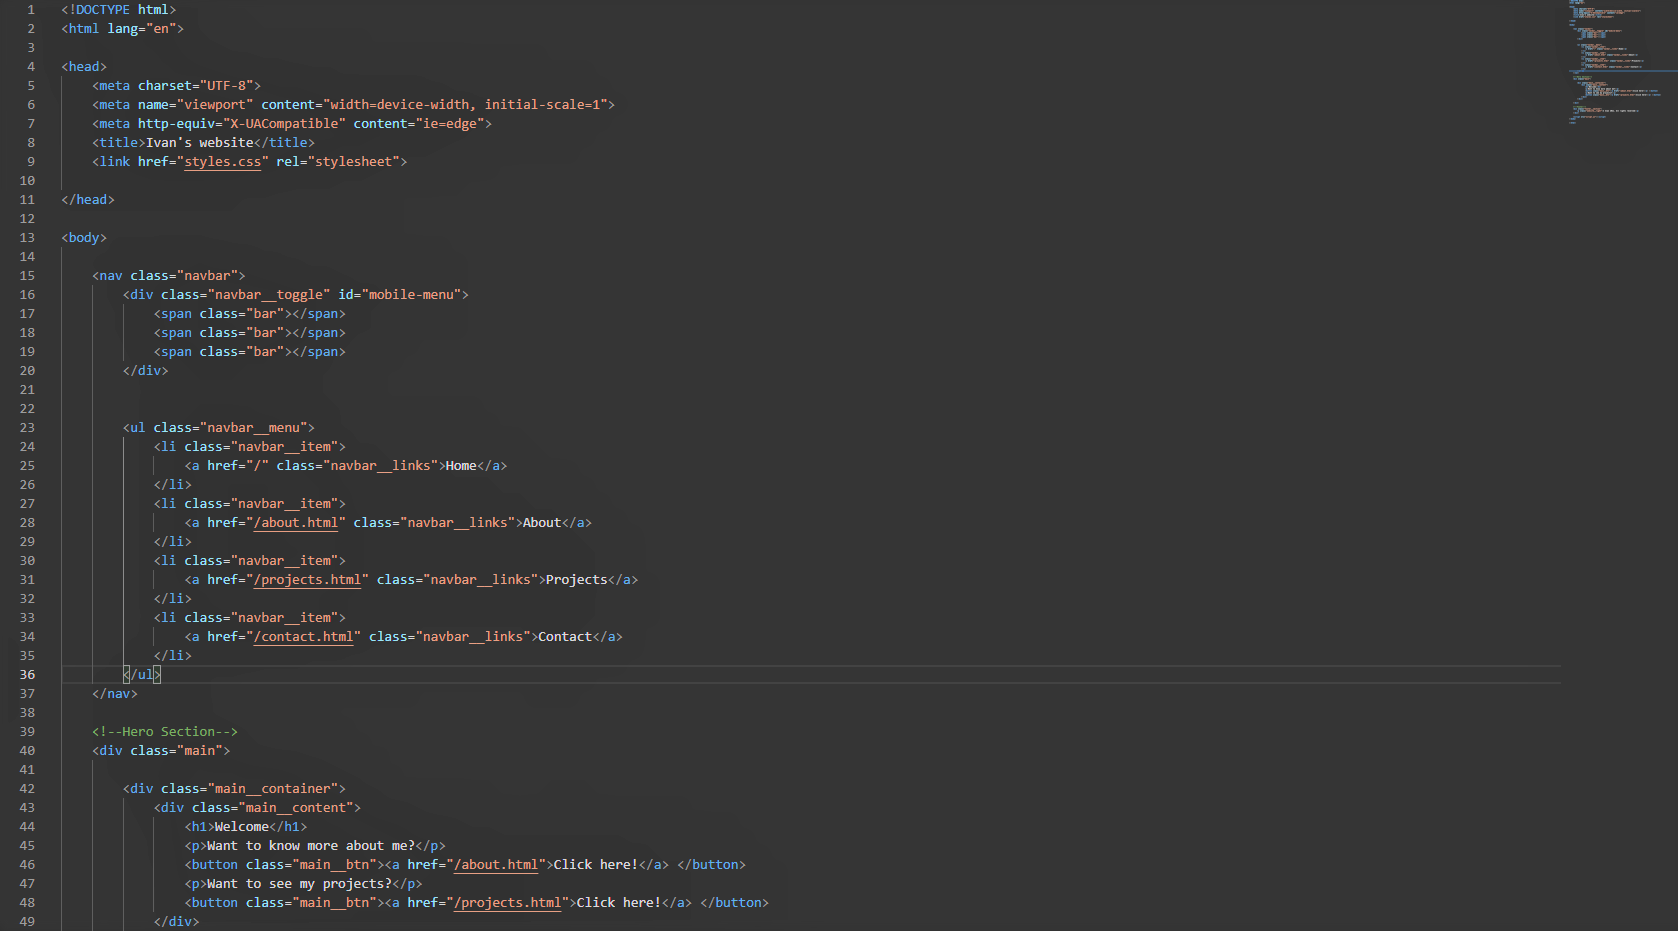 1 <!DOCTYPE html>
2 <html lang="en">
3
4 <head>
5 <meta charset="UTF-8">
6 <meta name="viewport" content="width=device-width, initial-scale=1">
7 <meta http-equiv="X-UACompatible" content="ie=edge">
8 <title>Ivan's website</title>
9 <link href="styles.css" rel="stylesheet">
10
11 </head>
12
13 <body>
14
15 <nav class="navbar">
16 <div class="navbar__toggle" id="mobile-menu">
17 <span class="bar"></span>
18 <span class="bar"></span>
19 <span class="bar"></span>
20 </div>
21
22
23 <ul class="navbar__menu">
24 <li class="navbar__item">
25 <a href="/" class="navbar__links">Home</a>
26 </li>
27 <li class="navbar__item">
28 <a href="/about.html" class="navbar__links">About</a>
29 </li>
30 <li class="navbar__item">
31 <a href="/projects.html" class="navbar__links">Projects</a>
32 </li>
33 <li class="navbar__item">
34 <a href="/contact.html" class="navbar__links">Contact</a>
35 </li>
36 </ul>
37 </nav>
38
39 <!--Hero Section-->
40 <div class="main">
41
42 <div class="main__container">
43 <div class="main__content">
44 <h1>Welcome</h1>
45 <p>Want to know more about me?</p>
46 <button class="main__btn"><a href="/about.html">Click here!</a> </button>
47 <p>Want to see my projects?</p>
48 <button class="main__btn"><a href="/projects.html">Click here!</a> </button>
49 </div>